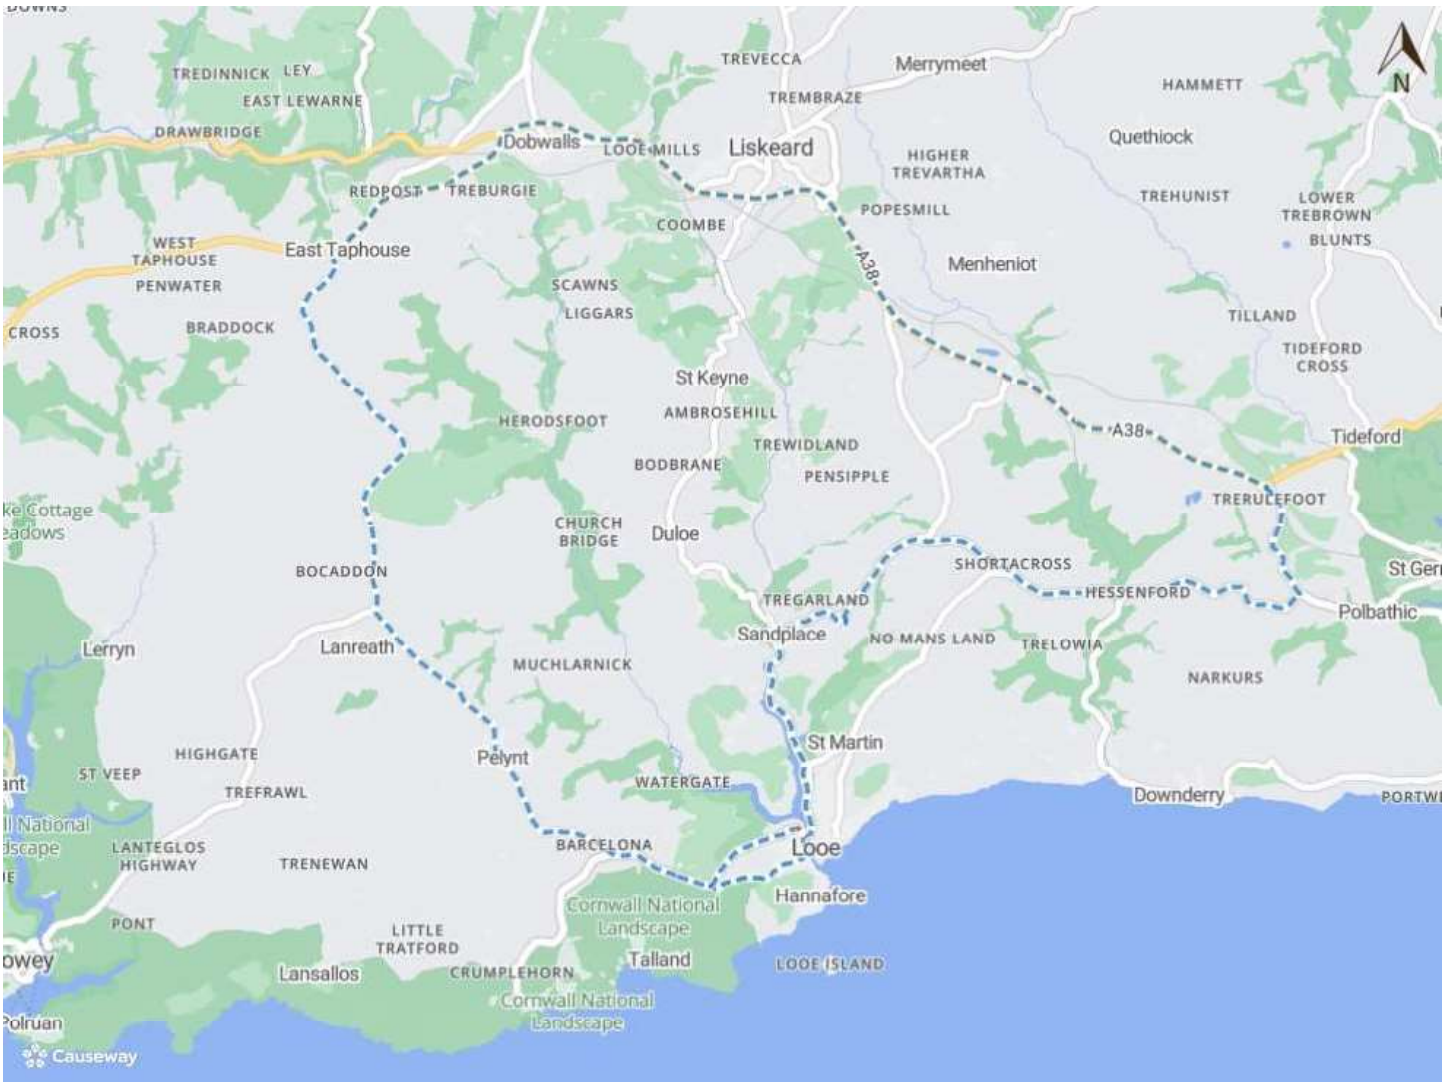 DOWNS
TREVECCA
Merrymeet
TREDINNICK
LEY
HAMMETT
N
EAST LEWARNE
TREMBRAZE
DRAWBRIDGE
Dobwalls
LOOE MILLS
Liskeard
Quethiock
HIGHER
TREVARTHA
REDPOST
TREBURGIE
TREHUNIST
LOWER
TREBROWN
POPESMILL
COOMBE
BLUNTS
WEST
TAPHOUSE
East Taphouse
A38
Menheniot
PENWATER
SCAWNS
LIGGARS
TILLAND
CROSS
BRADDOCK
TIDEFORD
CROSS
St Keyne
AMBROSEHILL
HERODSFOOT
A38
Tideford
TREWIDLAND
BODBRANE
PENSIPPLE
TRERULEFOOT
ke Cottage
eadows
CHURCH
BRIDGE
Duloe
SHORTACROSS
BOCADDON
St Gerr
HESSENFORD
TREGARLAND
Polbathic
Sandplace
NO MANS LAND
TRELOWIA
Lerryn
Lanreath
MUCHLARNICK
NARKURS
St Martin
HIGHGATE
Pelynt
ST VEEP
WATERGATE
ant
TREFRAWL
Downderry
PORTWI
ll National
dscape
LANTEGLOS
HIGHWAY
BARCELONA
Looe
TRENEWAN
Hannafore
Cornwall National
Landscape
PONT
LITTLE
TRATFORD
owey
Lansallos
CRUMPLEHORN
Talland
LOOE ISLAND
Cornwall National
Landscape
Polruan
Causeway